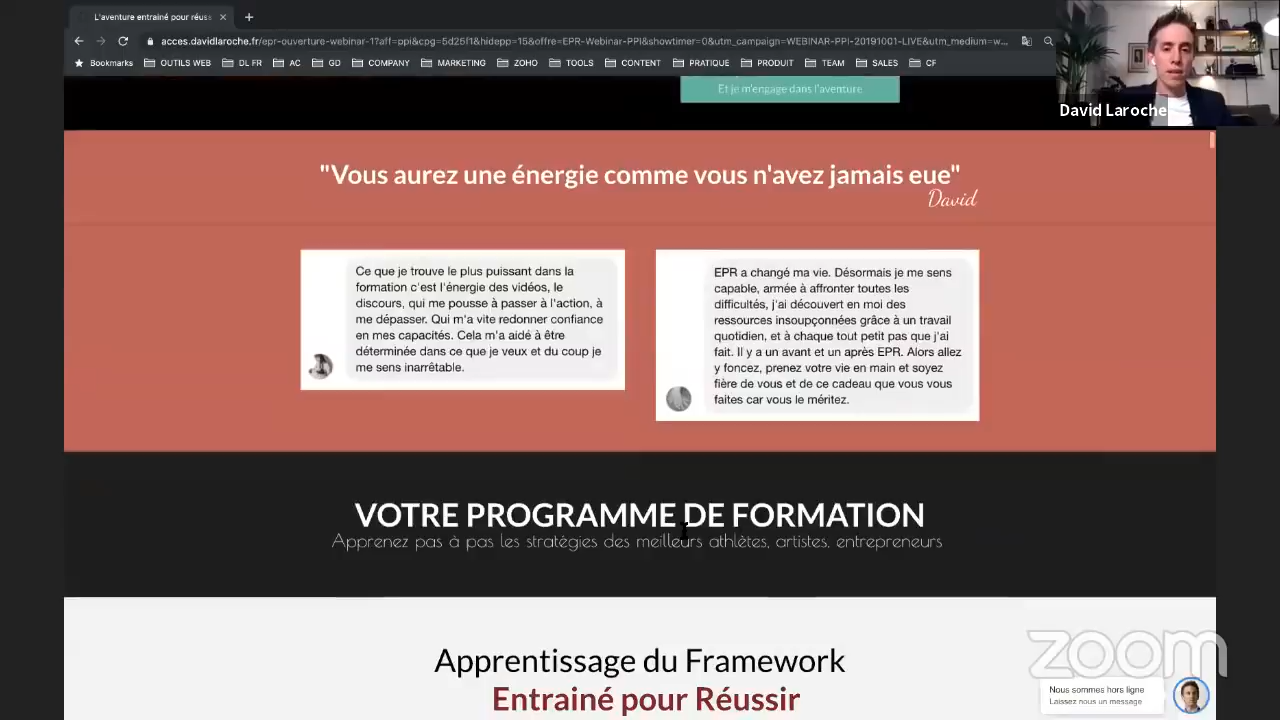 L'aventure entrainé pour réuss
acces.davidlaroche.fr/epr-ouverture-webinar-1?aff=ppi&cpg=5d25f1&hidepp=15&offre=EPR-Webinar-PPI&showtimer=0&utm_campaign=WEBINAR-PPI-20191001-LIVE&utm_medium=w...
Bookmarks OUTILS WEB DL FR AC GD COMPANY MARKETING ZOHO TOOLS CONTENT PRATIQUE PRODUIT TEAM SALES CF
David Laroche
Et je m'engage dans l'aventure
"Vous aurez une énergie comme vous n'avez jamais eue"
David
Ce que je trouve le plus puissant dans la
formation c'est l'énergie des vidéos, le
discours, qui me pousse à passer à l'action, à
me dépasser. Qui m'a vite redonner confiance
en mes capacités. Cela m'a aidé à être
déterminée dans ce que je veux et du coup je
me sens inarrêtable.
EPR a changé ma vie. Désormais je me sens
capable, armée à affronter toutes les
difficultés, j'ai découvert en moi des
ressources insoupçonnées grâce à un travail
quotidien, et à chaque tout petit pas que j'ai
fait. Il y a un avant et un après EPR. Alors allez
y foncez, prenez votre vie en main et soyez
fière de vous et de ce cadeau que vous vous
faites car vous le méritez.
VOTRE PROGRAMME DE FORMATION
Apprenez pas à pas les stratégies des meilleurs athlètes, artistes, entrepreneurs
Apprentissage du Framework
Entrainé pour Réussir
zoom
Nous sommes hors ligne
Laissez nous un message